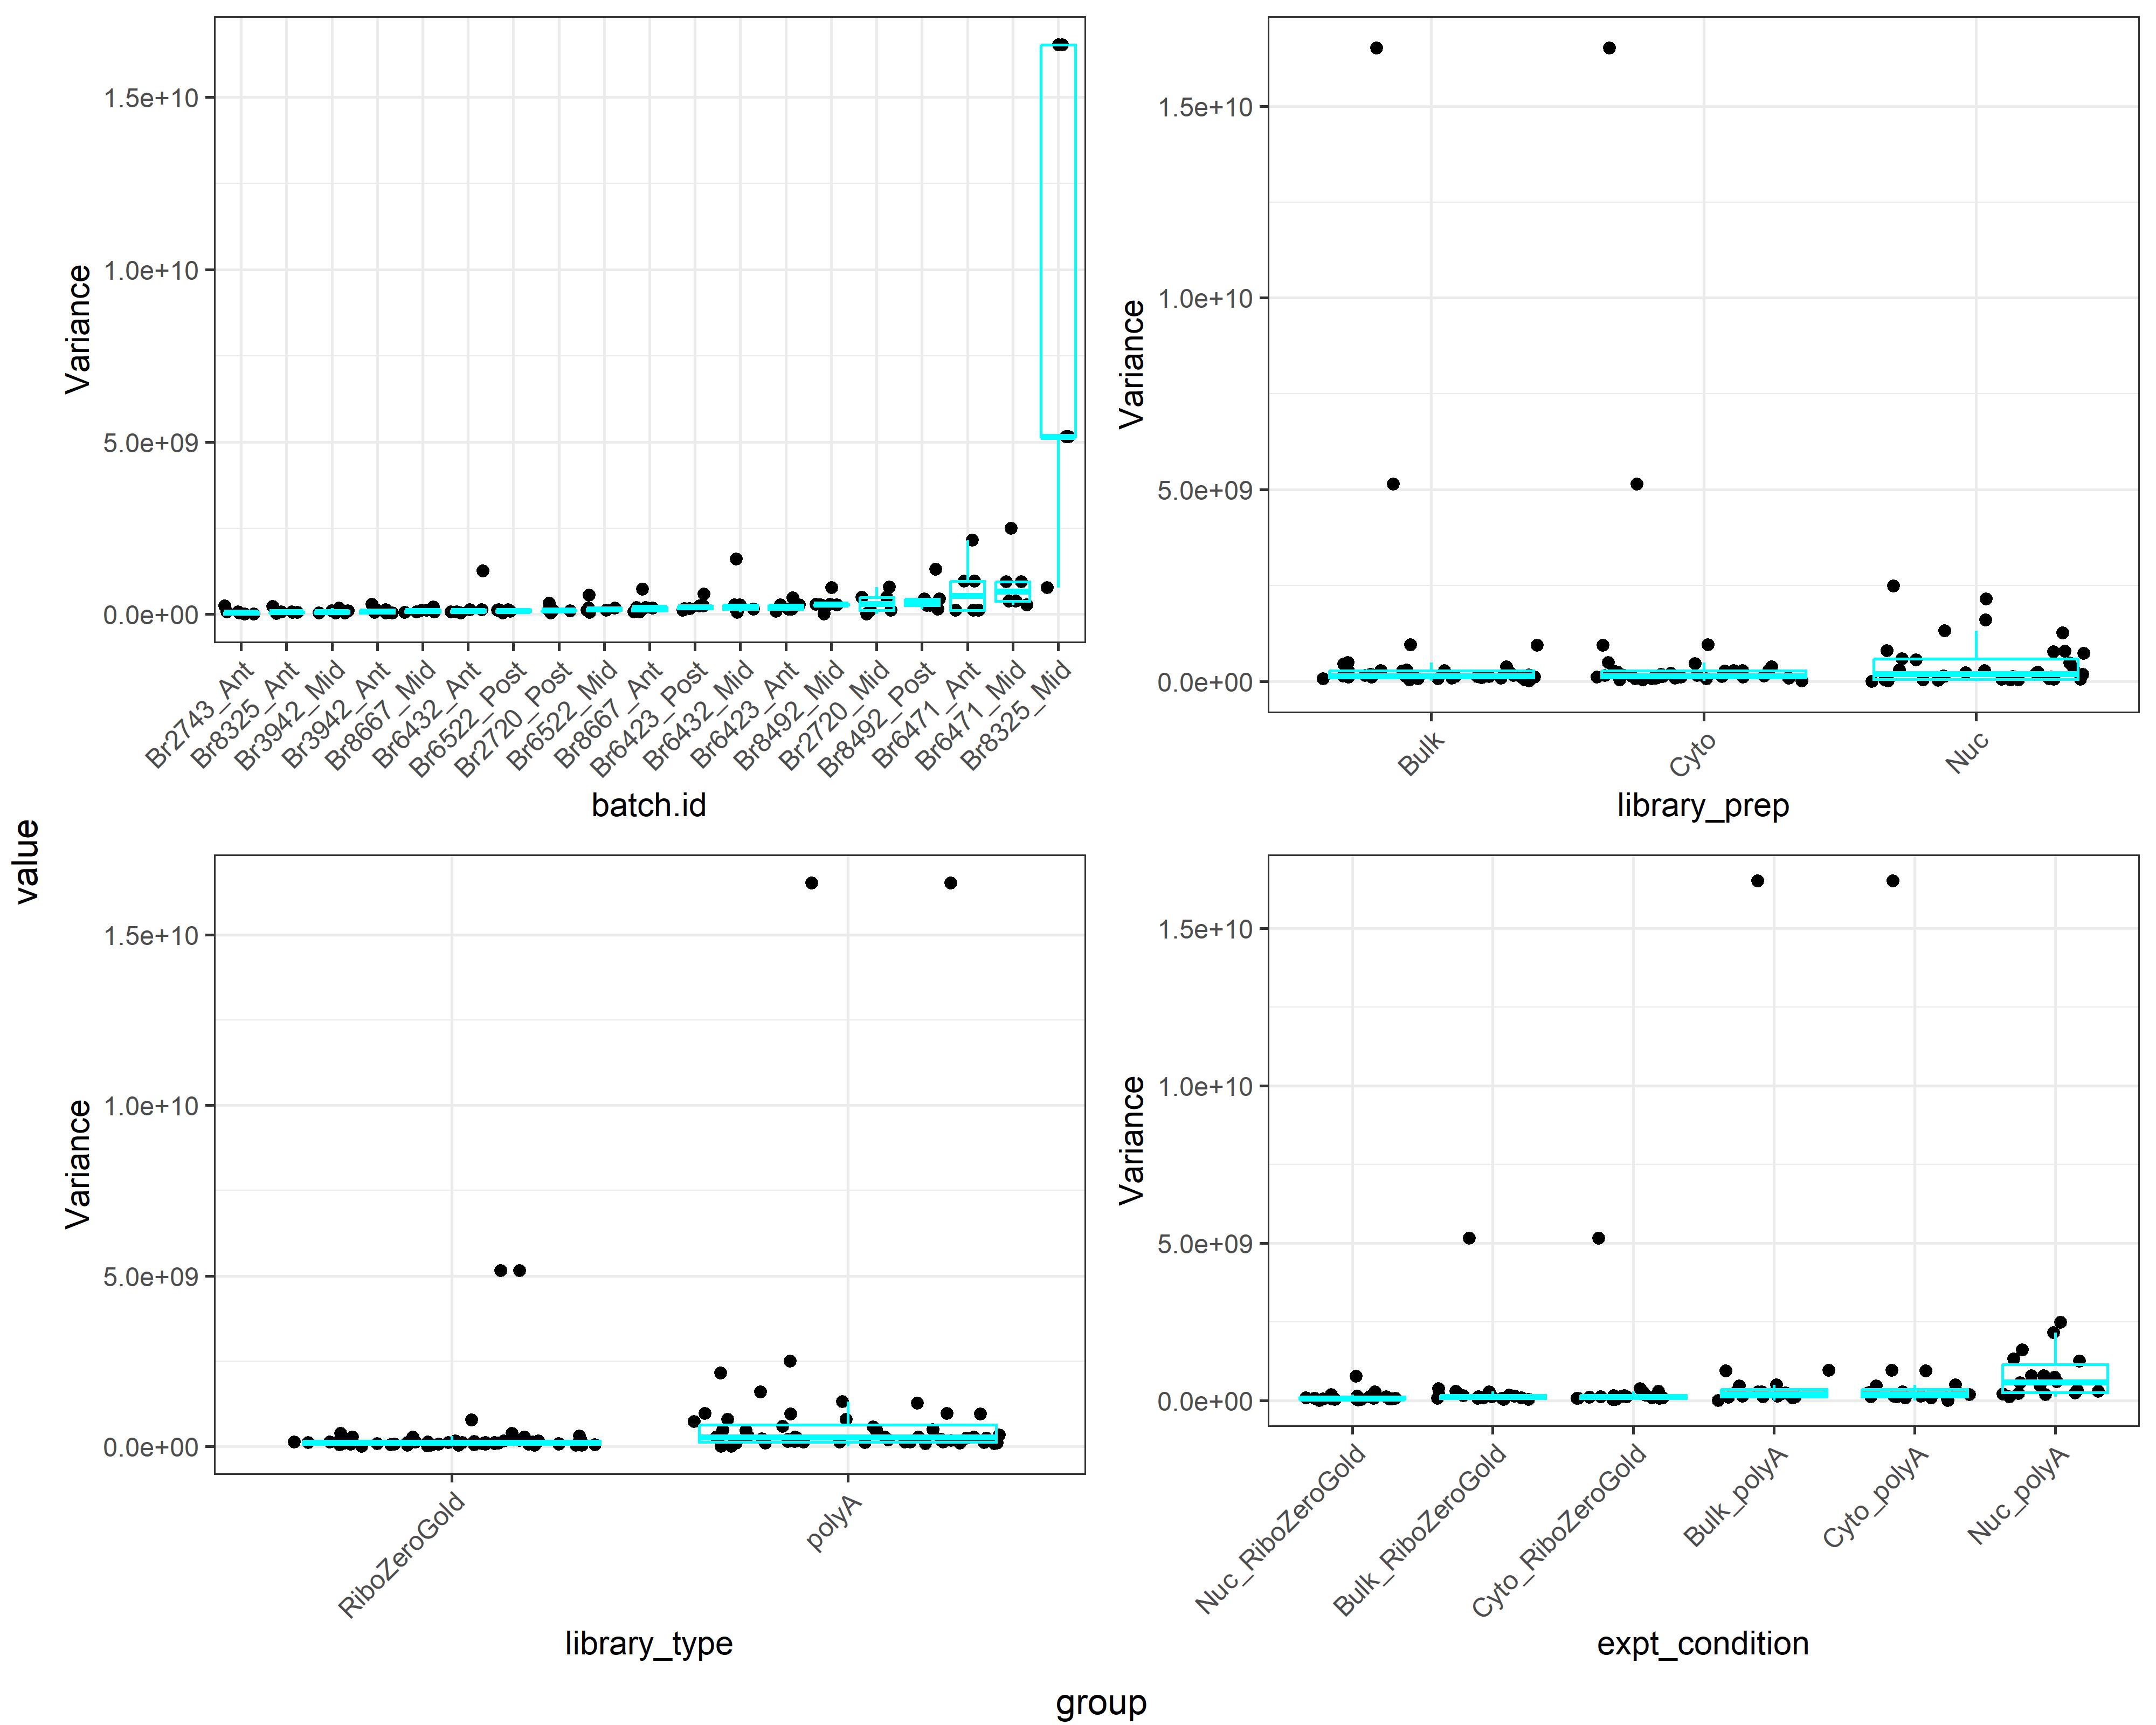 Variance
1.5e+10
1.0e+10
5.0e+09
0.0e+00
Br2743_Ant
Br8325_Ant
Br3942_Mid
Br3942_Ant
Br8667_Mid
Br6432_Ant
Br6522_Post
Br2720_Post
Br6522_Mid
Br8667_Ant
Br6423_Post
Br6432_Mid
Br6423_Ant
Br8492_Mid
Br2720_Mid
Br8492_Post
Br6471_Ant
Br6471_Mid
Br8325_Mid
batch.id
Variance
1.5e+10
1.0e+10
5.0e+09
0.0e+00
Bulk
Cyto
Nuc
library_prep
value
Variance
1.5e+10
1.0e+10
5.0e+09
0.0e+00
RiboZeroGold
polyA
library_type
Variance
1.5e+10
1.0e+10
5.0e+09
0.0e+00
Nuc_RiboZeroGold
Bulk_RiboZeroGold
Cyto_RiboZeroGold
Bulk_polyA
Cyto_polyA
Nuc_polyA
expt_condition
group